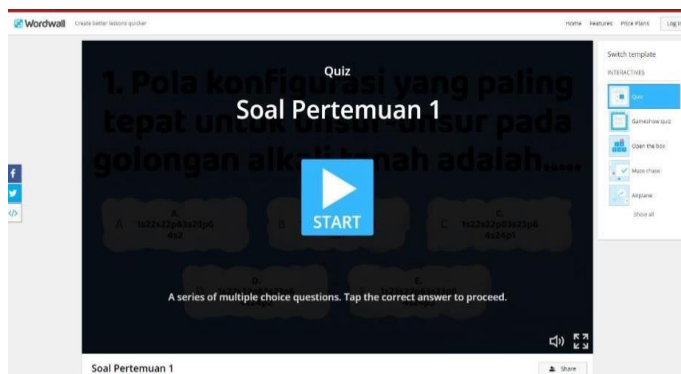 Wordwall Create better lessons quicker
Home Features Price Plans Log In
Quiz
Soal Pertemuan 1
1. Pola konfigurasi yang paling
tepat untuk unsur-unsur pada
golongan alkali tanah adalah.....
START
A A.
1s22s22p63s23p6
4s2
B
C C.
1s22s22p63s23p6
4s24p1
D.
E.
A series of multiple choice questions. Tap the correct answer to proceed.
Soal Pertemuan 1
Share
Switch template
INTERACTIVES
Quiz
Gameshow quiz
Open the box
Maze chase
Airplane
Show all